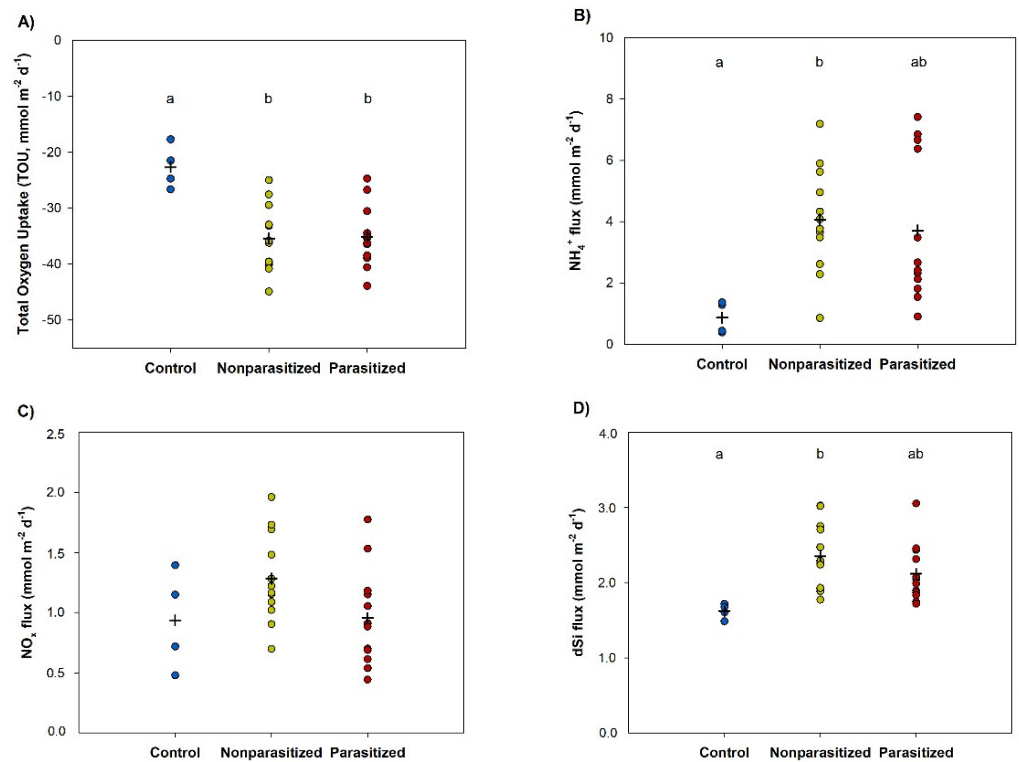 A)
Total Oxygen Uptake (TOU, mmol m⁻² d⁻¹)
0
-10
-20
-30
-40
-50
a b b
Control Nonparasitized Parasitized
B)
NH₄⁺ flux (mmol m⁻² d⁻¹)
10
8
6
4
2
0
a b ab
Control Nonparasitized Parasitized
C)
NOₓ flux (mmol m⁻² d⁻¹)
2.5
2.0
1.5
1.0
0.5
0.0
Control Nonparasitized Parasitized
D)
dSi flux (mmol m⁻² d⁻¹)
4.0
3.0
2.0
1.0
0.0
a b ab
Control Nonparasitized Parasitized